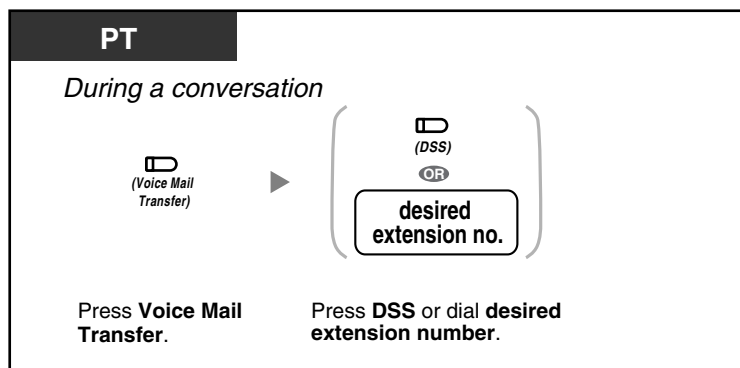 PT
During a conversation
(Voice Mail
Transfer)
(DSS)
OR
desired
extension no.
Press Voice Mail
Transfer.
Press DSS or dial desired
extension number.